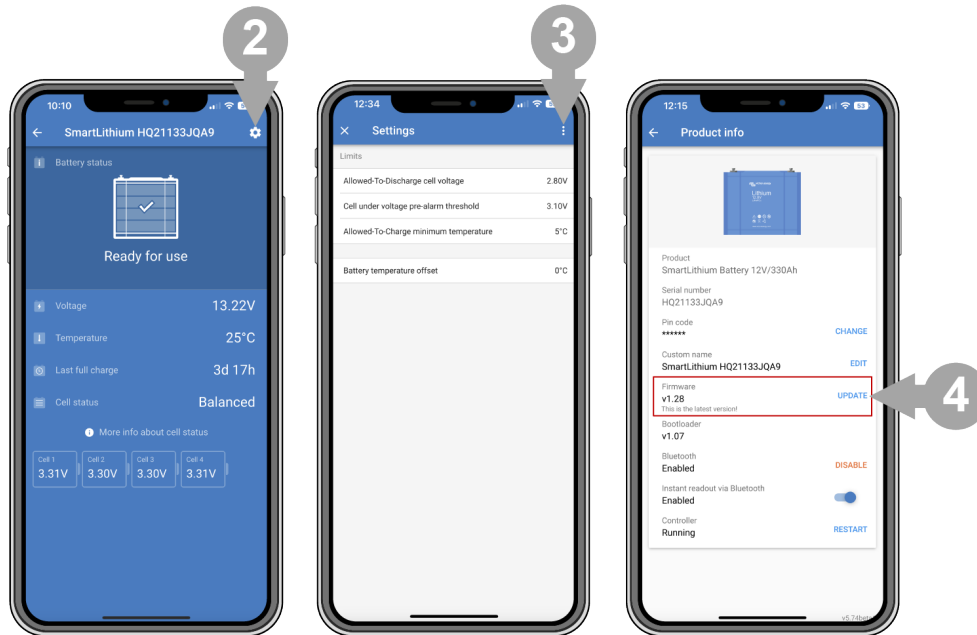 2
10:10
SmartLithium HQ21133JQA9
Battery status
Ready for use
Voltage 13.22V
Temperature 25°C
Last full charge 3d 17h
Cell status Balanced
More info about cell status
Cell 1 Cell 2 Cell 3 Cell 4
3.31V 3.30V 3.30V 3.31V
3
12:34
Settings
Limits
Allowed-To-Discharge cell voltage 2.80V
Cell under voltage pre-alarm threshold 3.10V
Allowed-To-Charge minimum temperature 5°C
Battery temperature offset 0°C
12:15 53
Product info
Lithium
Product
SmartLithium Battery 12V/330Ah
Serial number
HQ21133JQA9
Pin code
****** CHANGE
Custom name
SmartLithium HQ21133JQA9 EDIT
Firmware
v1.28 UPDATE
This is the latest version!
4
Bootloader
v1.07
Bluetooth
Enabled DISABLE
Instant readout via Bluetooth
Enabled
Controller
Running RESTART